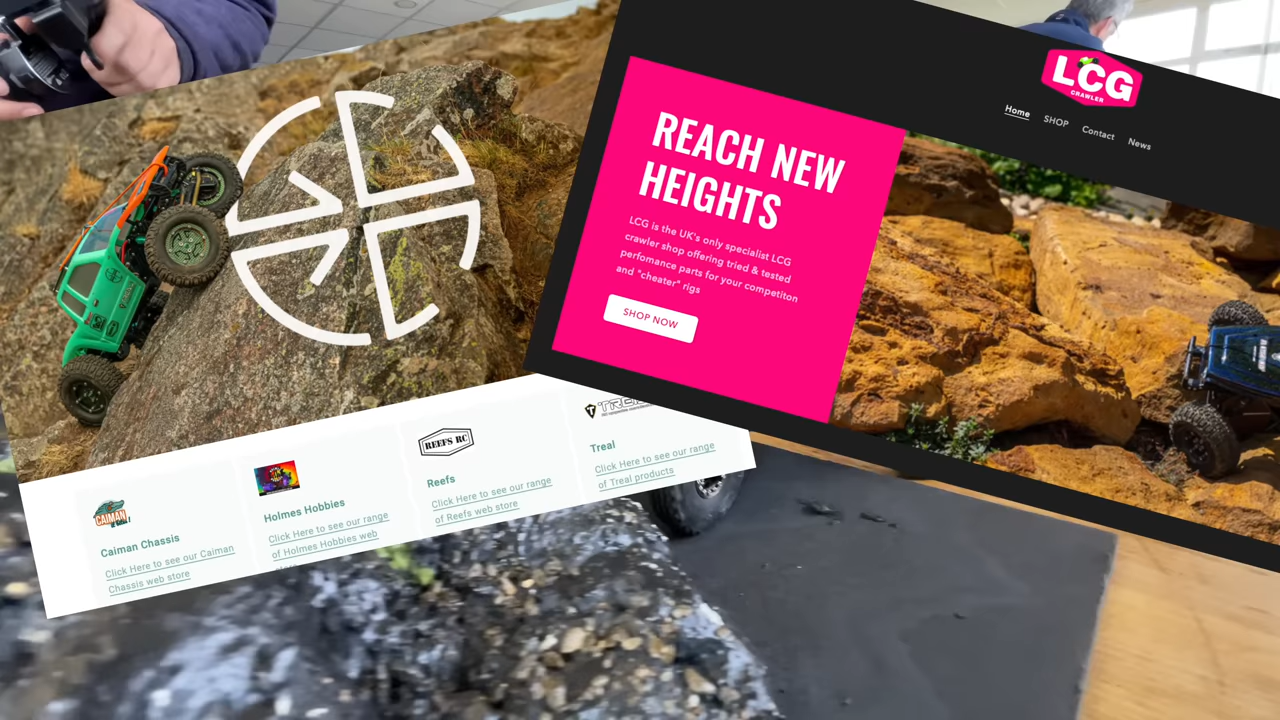 LCG
CRAWLER
Home
SHOP
Contact
News
REACH NEW
HEIGHTS
LCG is the UK's only specialist LCG
crawler shop offering tried & tested
perfomance parts for your competiton
and "cheater" rigs
SHOP NOW
CAIMAN
Caiman Chassis
Click Here to see our Caiman
Chassis web store
Holmes Hobbies
Click Here to see our range
of Holmes Hobbies web
REEFS RC
Reefs
Click Here to see our range
of Reefs web store
Treal
Click Here to see our range
of Treal products